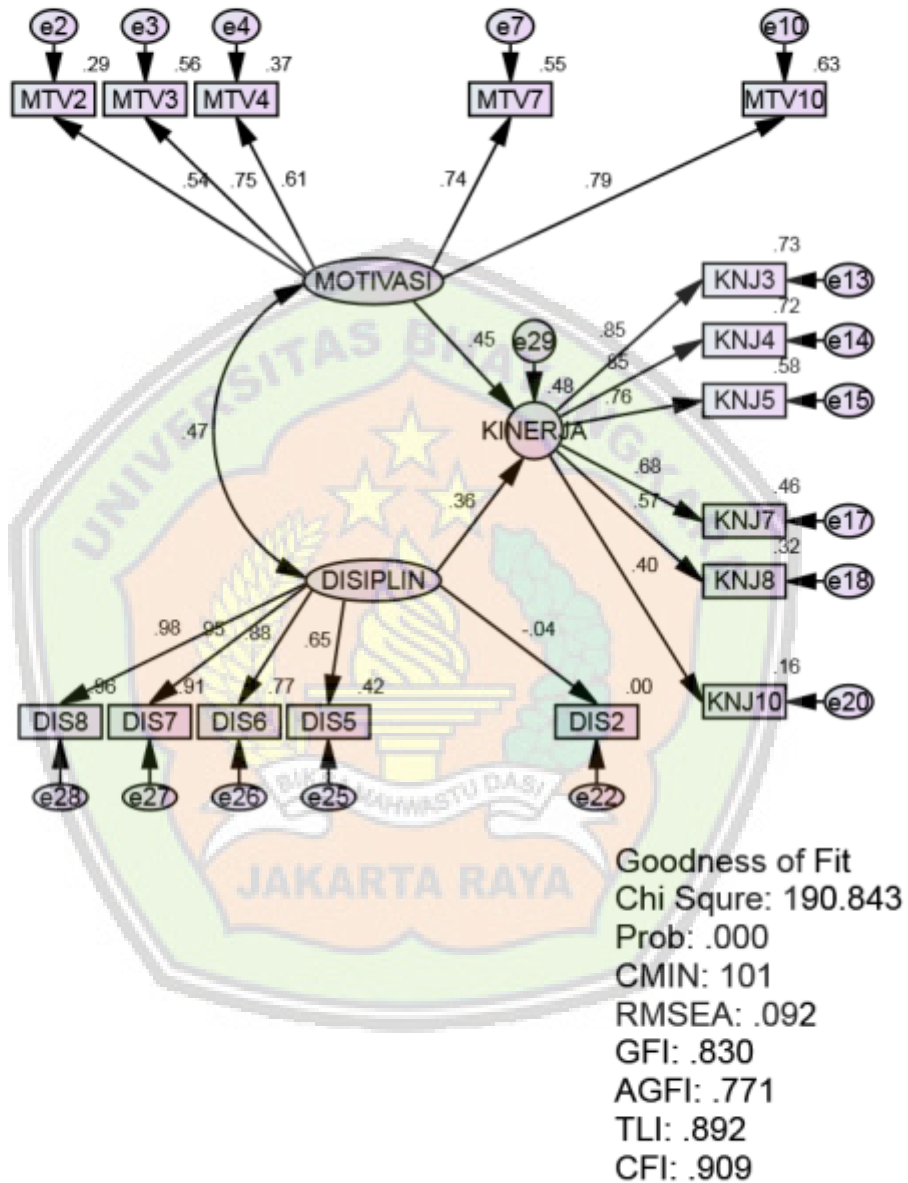 e2 e3 e4 e7 e10
.29 .56 .37 .55 .63
MTV2 MTV3 MTV4 MTV7 MTV10
.54 .75 .61 .74 .79
MOTIVASI
.73
KNJ3 e13
.72
KNJ4 e14
.58
KNJ5 e15
.46
KNJ7 e17
.32
KNJ8 e18
.16
KNJ10 e20
.45 e29 .85
.48 .85
.76
KINERJA
.68
.57
.40
.47
.36
UNIVERSITAS BHAYANGKARA
DISIPLIN
.98 .95 .88 .65 -.04
.96 .91 .77 .42 .00
DIS8 DIS7 DIS6 DIS5 DIS2
e28 e27 e26 e25 e22
MAHWASTU DASI
JAKARTA RAYA
Goodness of Fit
Chi Squre: 190.843
Prob: .000
CMIN: 101
RMSEA: .092
GFI: .830
AGFI: .771
TLI: .892
CFI: .909